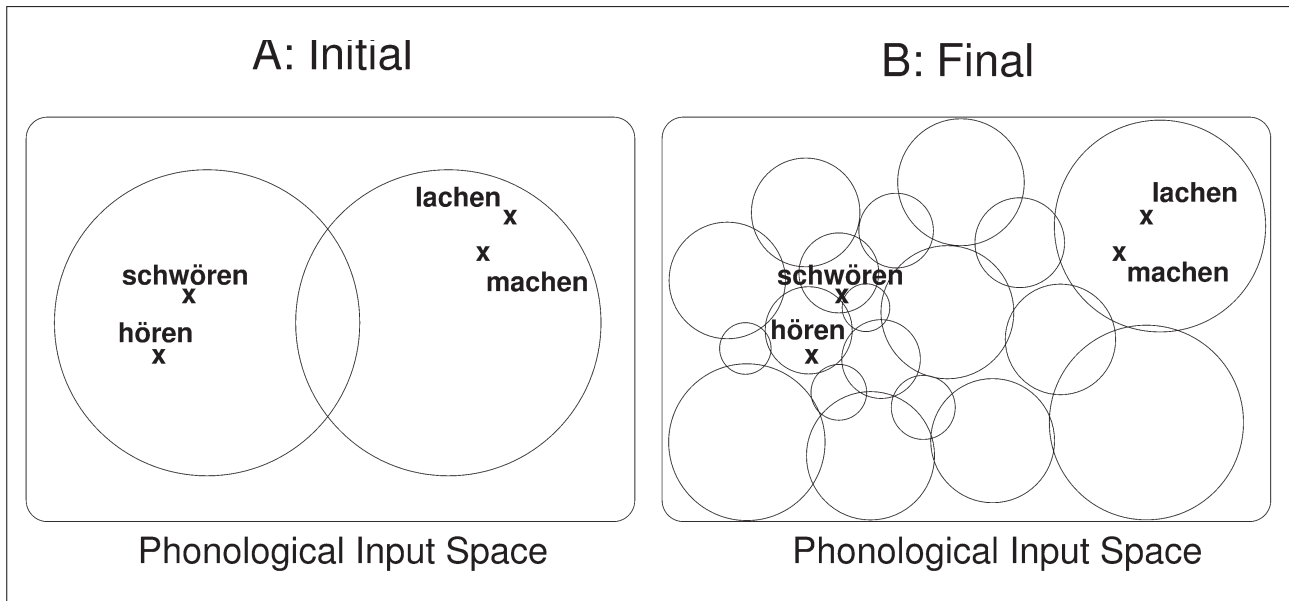 A: Initial
lachen
x
x
machen
schwören
x
hören
x
Phonological Input Space
B: Final
lachen
x
x
machen
schwören
x
hören
x
Phonological Input Space